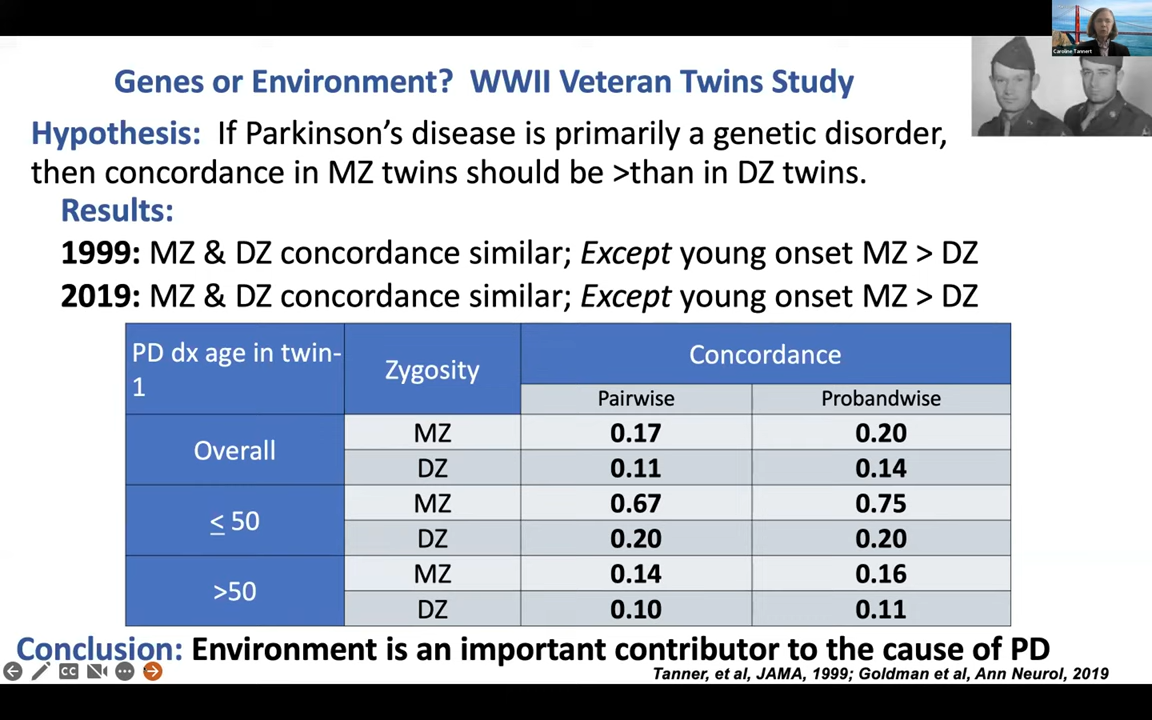 Caroline Tannert
Genes or Environment? WWII Veteran Twins Study
Hypothesis: If Parkinson's disease is primarily a genetic disorder,
then concordance in MZ twins should be >than in DZ twins.
Results:
1999: MZ & DZ concordance similar; Except young onset MZ > DZ
2019: MZ & DZ concordance similar; Except young onset MZ > DZ
PD dx age in twin-
1
Zygosity
Concordance
Pairwise Probandwise
Overall
MZ 0.17 0.20
DZ 0.11 0.14
≤ 50
MZ 0.67 0.75
DZ 0.20 0.20
>50
MZ 0.14 0.16
DZ 0.10 0.11
Conclusion: Environment is an important contributor to the cause of PD
CC
Tanner, et al, JAMA, 1999; Goldman et al, Ann Neurol, 2019